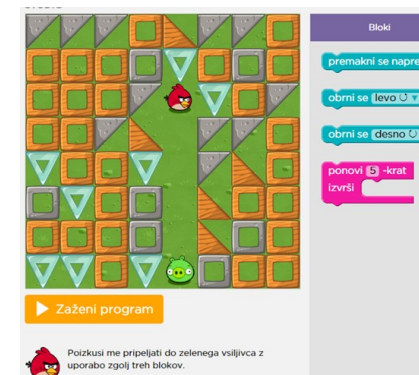 Bloki
premakni se napre
obrni se levo ↺ ▼
obrni se desno ↻
ponovi 5 -krat
izvrši
Zaženi program
Poizkusi me pripeljati do zelenega vsiljivca z
uporabo zgolj treh blokov.